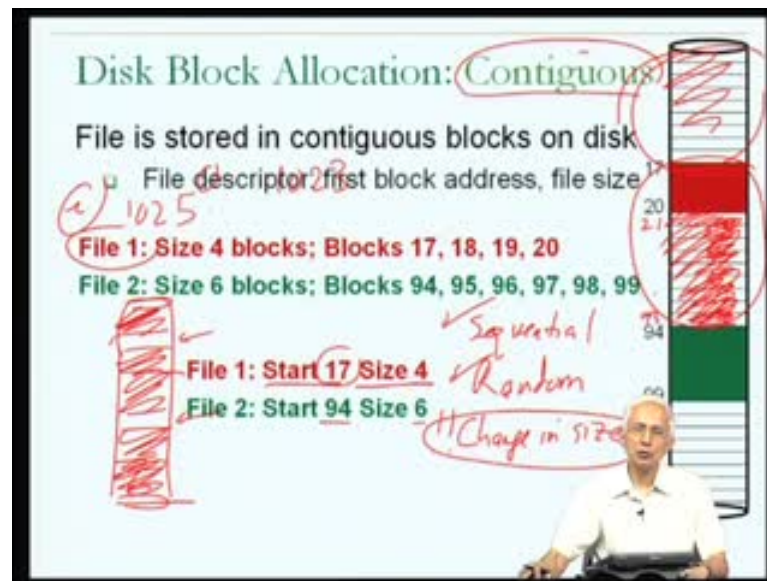 Disk Block Allocation: Contiguous
File is stored in contiguous blocks on disk
File descriptor, first block address, file size
17
1025
1023
20
21
File 1: Size 4 blocks; Blocks 17, 18, 19, 20
File 2: Size 6 blocks; Blocks 94, 95, 96, 97, 98, 99
94
Sequential
File 1: Start 17 Size 4
Random
99
File 2: Start 94 Size 6
!! Change in size